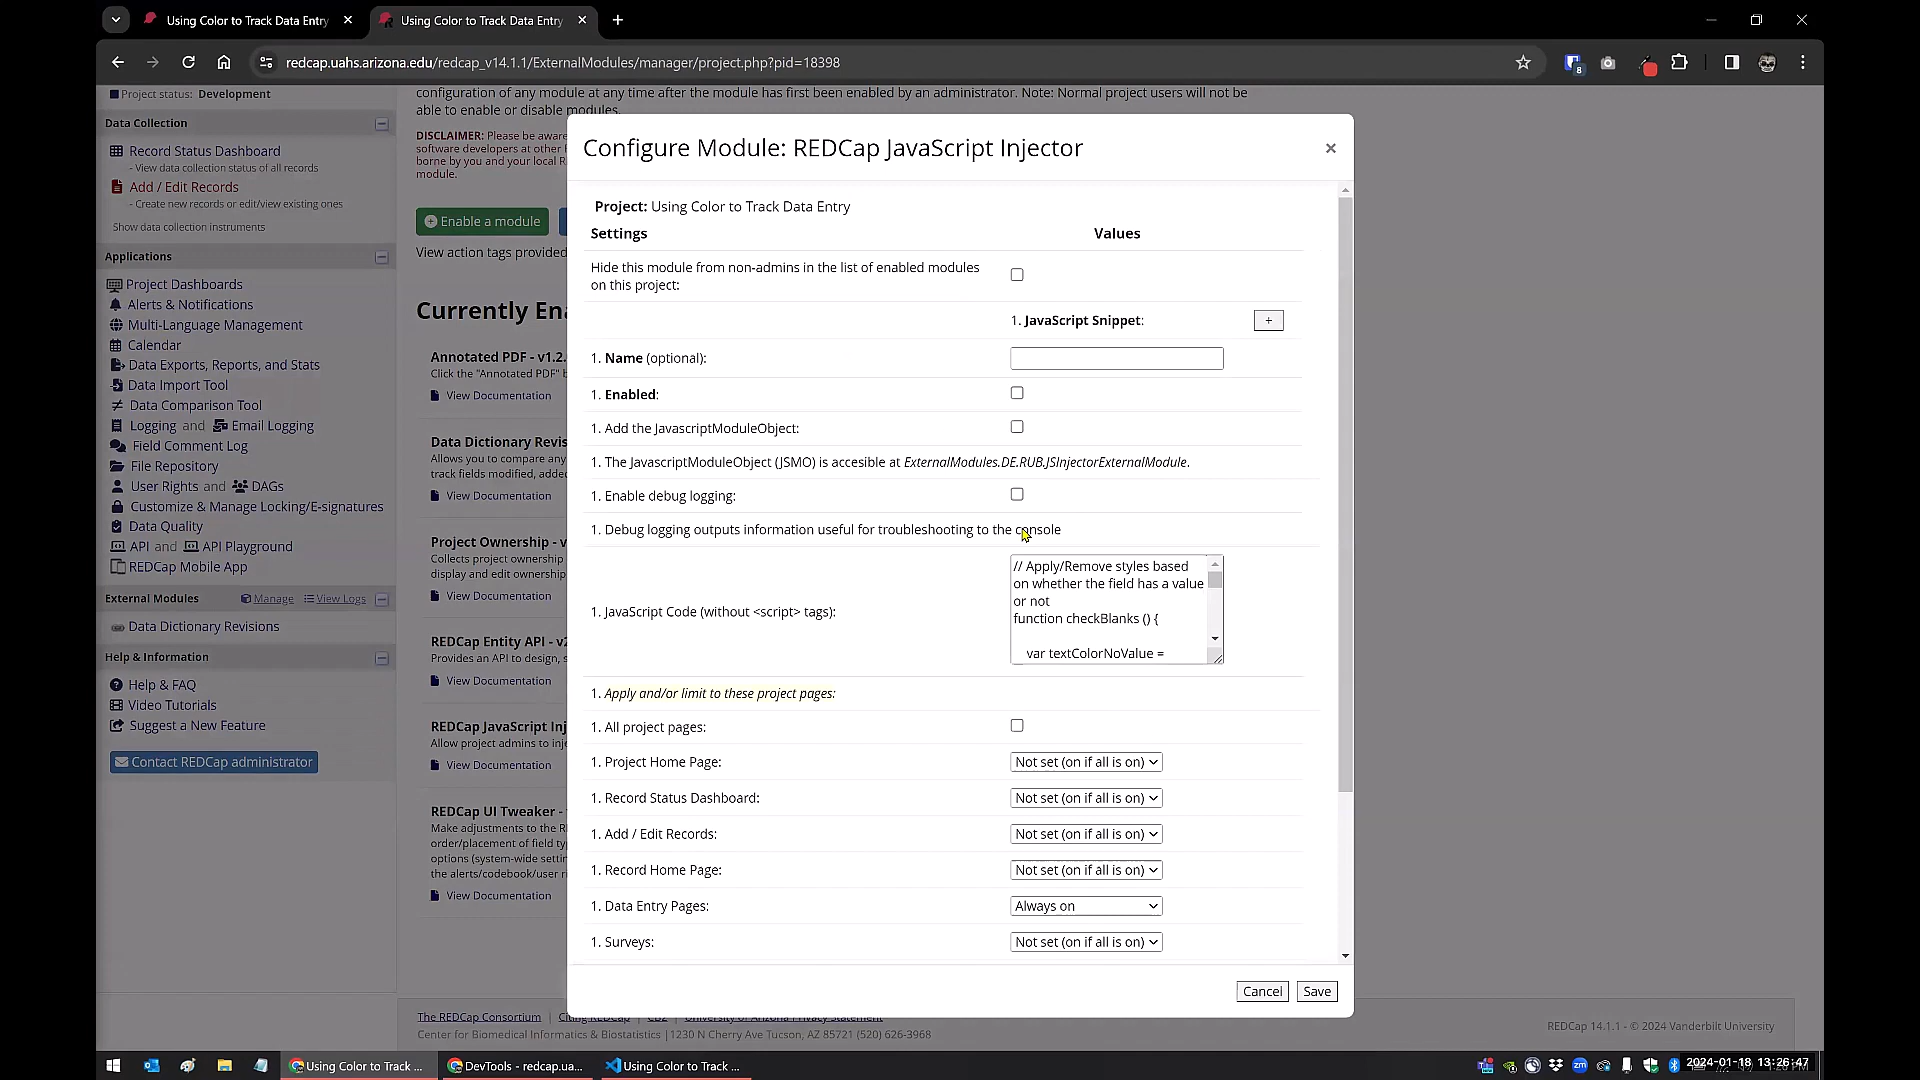 Using Color to Track Data Entry
Using Color to Track Data Entry
redcap.uahs.arizona.edu/redcap_v14.1.1/ExternalModules/manager/project.php?pid=18398
8
Project status: Development
Data Collection
Record Status Dashboard
- View data collection status of all records
Add / Edit Records
- Create new records or edit/view existing ones
Show data collection instruments
Applications
Project Dashboards
Alerts & Notifications
Multi-Language Management
Calendar
Data Exports, Reports, and Stats
Data Import Tool
Data Comparison Tool
Logging and Email Logging
Field Comment Log
File Repository
User Rights and DAGs
Customize & Manage Locking/E-signatures
Data Quality
API and API Playground
REDCap Mobile App
External Modules Manage View Logs
Data Dictionary Revisions
Help & Information
Help & FAQ
Video Tutorials
Suggest a New Feature
Contact REDCap administrator
configuration of any module at any time after the module has first been enabled by an administrator. Note: Normal project users will not be
able to enable or disable modules.
DISCLAIMER: Please be aware
software developers at other
borne by you and your local
module.
Enable a module
View action tags provided
Currently
Annotated PDF - v1.2.
Click the "Annotated PDF"
View Documentation
Data Dictionary Revis
Allows you to compare any
track fields modified, added
View Documentation
Project Ownership - v
Collects project ownership
display and edit ownership
View Documentation
REDCap Entity API - v2
Provides an API to design, s
View Documentation
REDCap JavaScript Inj
Allow project admins to inje
View Documentation
REDCap UI Tweaker -
Make adjustments to the R
order/placement of field typ
options (system-wide settin
the alerts/codebook/user ri
View Documentation
Configure Module: REDCap JavaScript Injector
×
Project: Using Color to Track Data Entry
Settings Values
Hide this module from non-admins in the list of enabled modules
on this project:
1. JavaScript Snippet: +
1. Name (optional):
1. Enabled:
1. Add the JavascriptModuleObject:
1. The JavascriptModuleObject (JSMO) is accesible at ExternalModules.DE.RUB.JSInjectorExternalModule.
1. Enable debug logging:
1. Debug logging outputs information useful for troubleshooting to the console
1. JavaScript Code (without <script> tags):
// Apply/Remove styles based
on whether the field has a value
or not
function checkBlanks () {
var textColorNoValue =
1. Apply and/or limit to these project pages:
1. All project pages:
1. Project Home Page: Not set (on if all is on)
1. Record Status Dashboard: Not set (on if all is on)
1. Add / Edit Records: Not set (on if all is on)
1. Record Home Page: Not set (on if all is on)
1. Data Entry Pages: Always on
1. Surveys: Not set (on if all is on)
Cancel Save
The REDCap Consortium | Citing REDCap | | University of Arizona Privacy Statement
Center for Biomedical Informatics & Biostatistics | 1230 N Cherry Ave Tucson, AZ 85721 (520) 626-3968
REDCap 14.1.1 - © 2024 Vanderbilt University
Using Color to Track ...
DevTools - redcap.ua...
Using Color to Track ...
2024-01-18 13:26:47